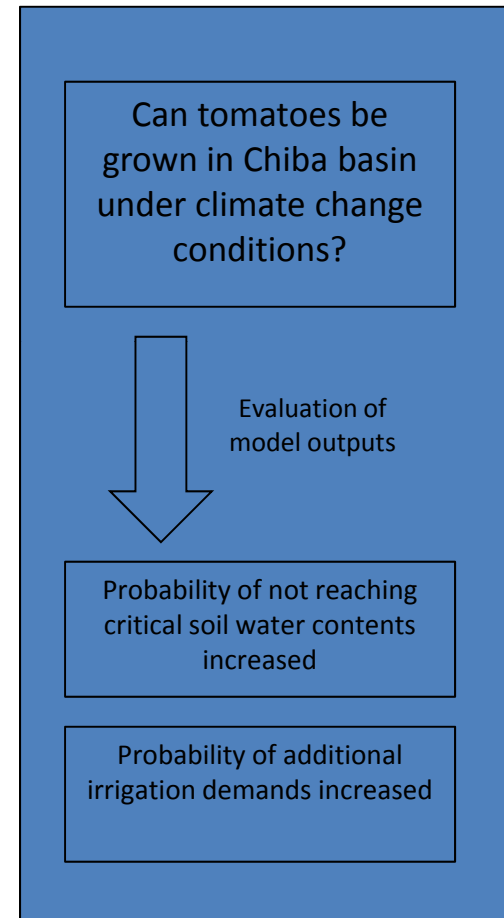 Can tomatoes be
grown in Chiba basin
under climate change
conditions?
Evaluation of
model outputs
Probability of not reaching
critical soil water contents
increased
Probability of additional
irrigation demands increased